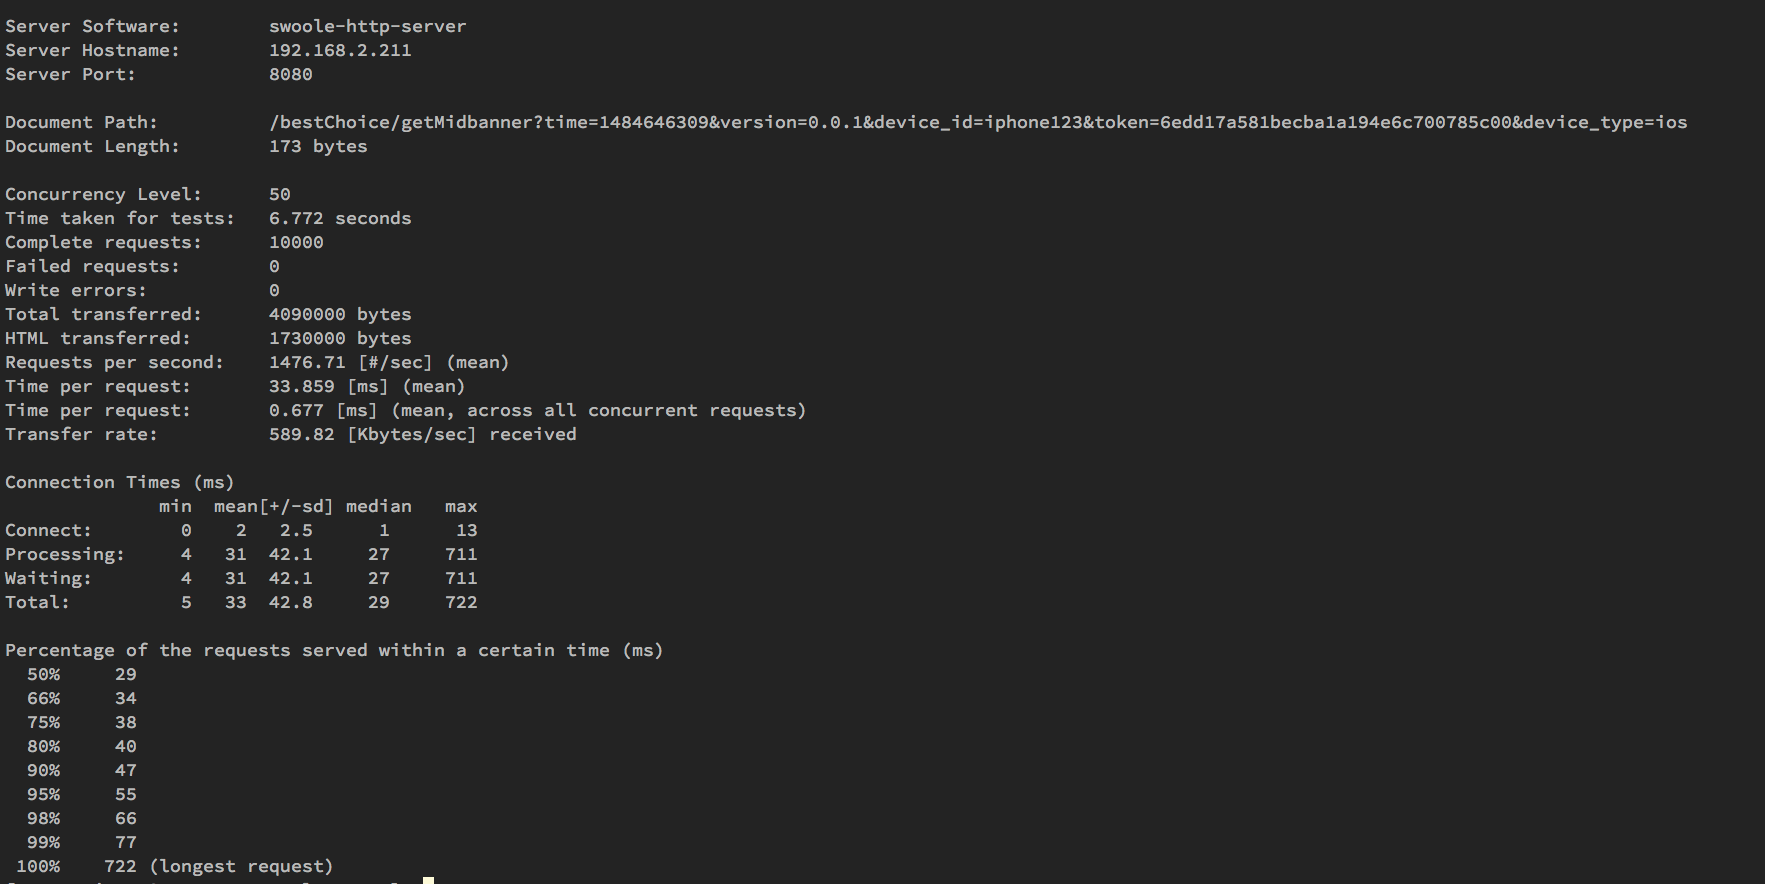 Server Software:        swoole-http-server
Server Hostname:        192.168.2.211
Server Port:            8080
Document Path:          /bestChoice/getMidbanner?time=1484646309&version=0.0.1&device_id=iphone123&token=6edd17a581becba1a194e6c700785c00&device_type=ios
Document Length:        173 bytes
Concurrency Level:      50
Time taken for tests:   6.772 seconds
Complete requests:      10000
Failed requests:        0
Write errors:           0
Total transferred:      4090000 bytes
HTML transferred:       1730000 bytes
Requests per second:    1476.71 [#/sec] (mean)
Time per request:       33.859 [ms] (mean)
Time per request:       0.677 [ms] (mean, across all concurrent requests)
Transfer rate:          589.82 [Kbytes/sec] received
Connection Times (ms)
              min  mean[+/-sd] median   max
Connect:        0    2   2.5      1      13
Processing:     4   31  42.1     27     711
Waiting:        4   31  42.1     27     711
Total:          5   33  42.8     29     722
Percentage of the requests served within a certain time (ms)
  50%     29
  66%     34
  75%     38
  80%     40
  90%     47
  95%     55
  98%     66
  99%     77
 100%    722 (longest request)